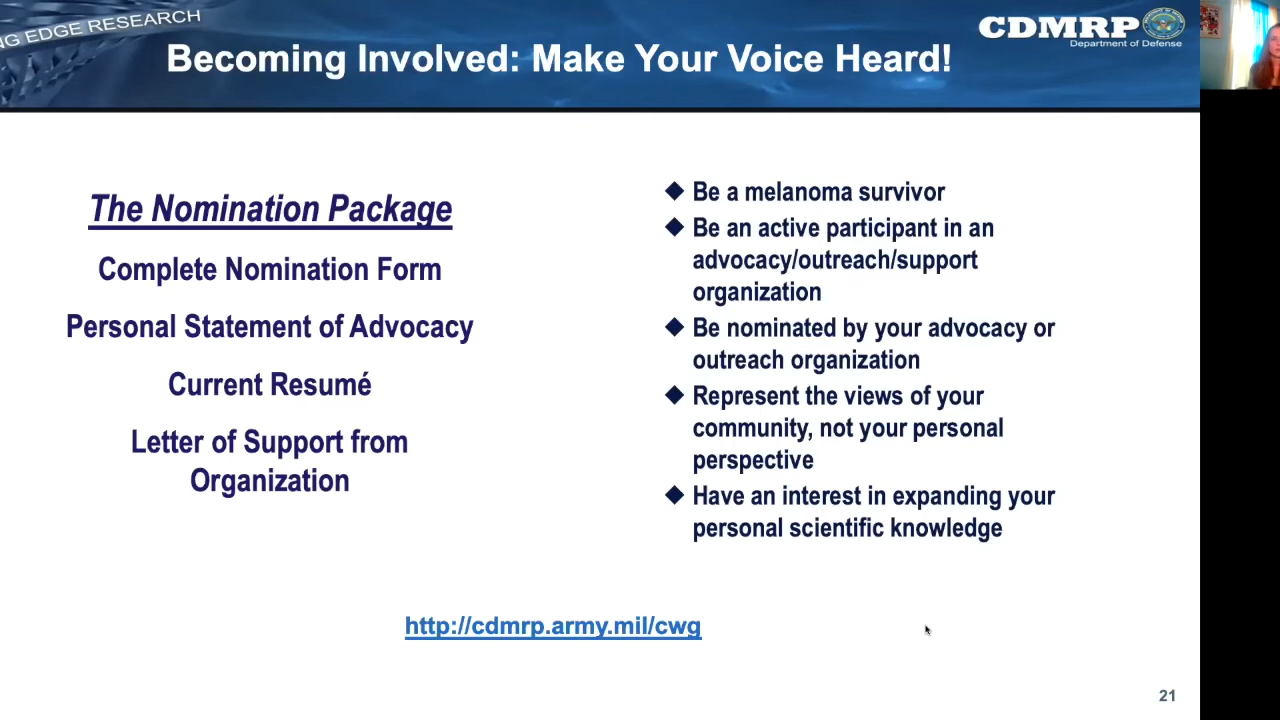 NG EDGE RESEARCH
CDMRP
Department of Defense
Becoming Involved: Make Your Voice Heard!
The Nomination Package
Complete Nomination Form
Personal Statement of Advocacy
Current Resumé
Letter of Support from
Organization
◆ Be a melanoma survivor
◆ Be an active participant in an
advocacy/outreach/support
organization
◆ Be nominated by your advocacy or
outreach organization
◆ Represent the views of your
community, not your personal
perspective
◆ Have an interest in expanding your
personal scientific knowledge
http://cdmrp.army.mil/cwg
21